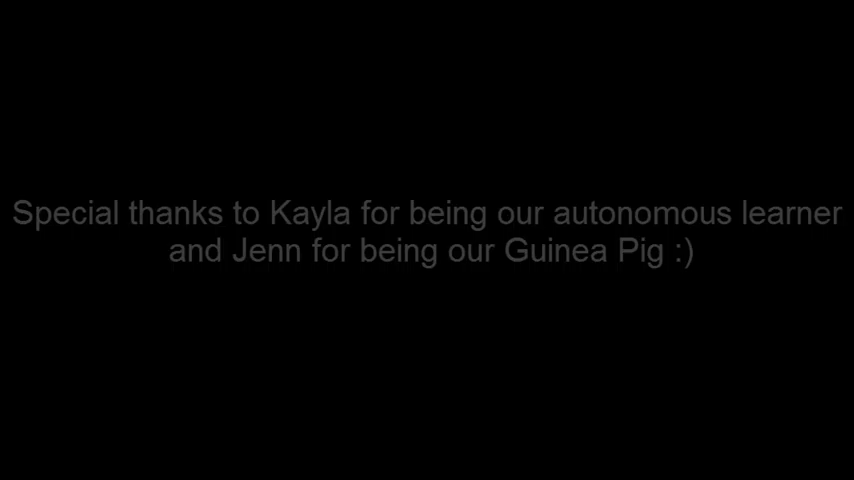 Special thanks to Kayla for being our autonomous learner
and Jenn for being our Guinea Pig :)